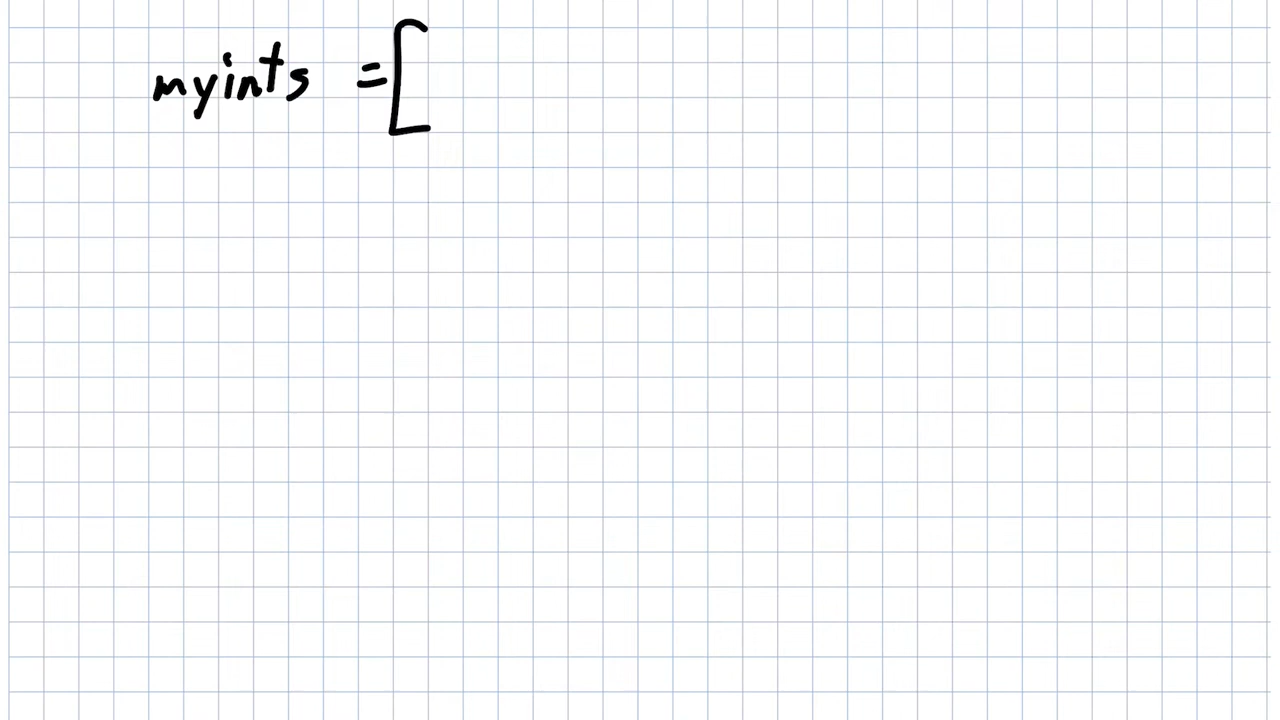 myints = [